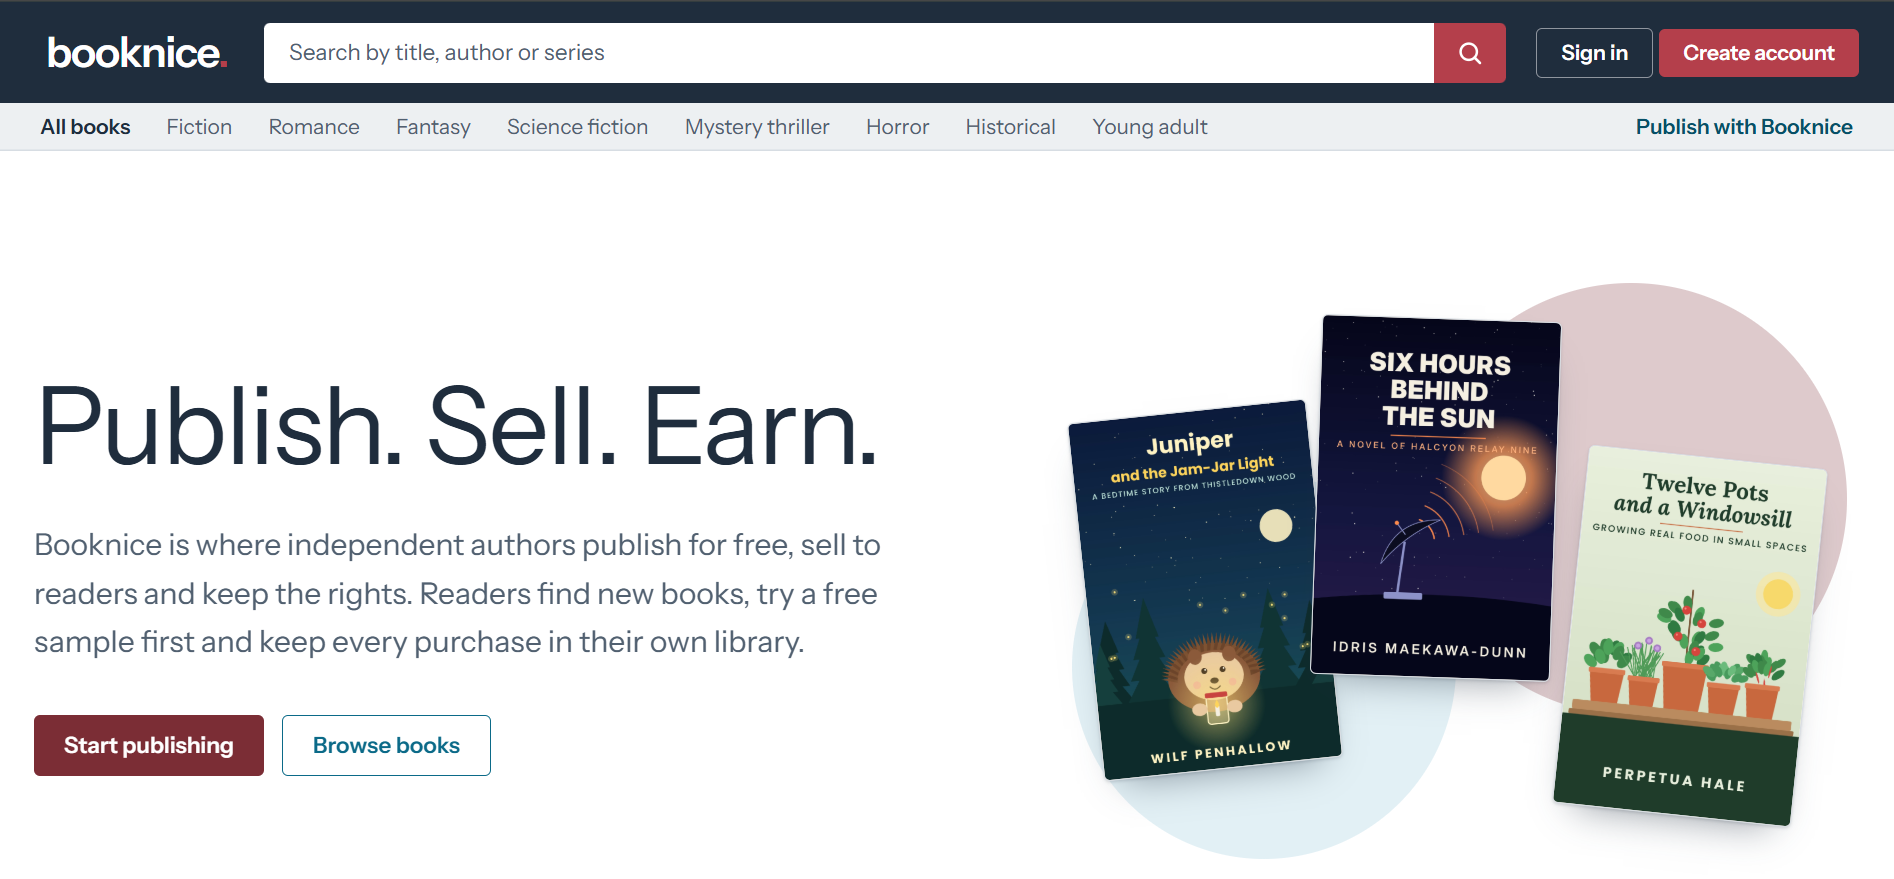 booknice.
Search by title, author or series
Sign in
Create account
All books
Fiction
Romance
Fantasy
Science fiction
Mystery thriller
Horror
Historical
Young adult
Publish with Booknice
Publish. Sell. Earn.
Booknice is where independent authors publish for free, sell to
readers and keep the rights. Readers find new books, try a free
sample first and keep every purchase in their own library.
Start publishing
Browse books
Juniper
and the Jam-Jar Light
A BEDTIME STORY FROM THISTLEDOWN WOOD
WILF PENHALLOW
SIX HOURS
BEHIND
THE SUN
A NOVEL OF HALCYON RELAY NINE
IDRIS MAEKAWA-DUNN
Twelve Pots
and a Windowsill
GROWING REAL FOOD IN SMALL SPACES
PERPETUA HALE